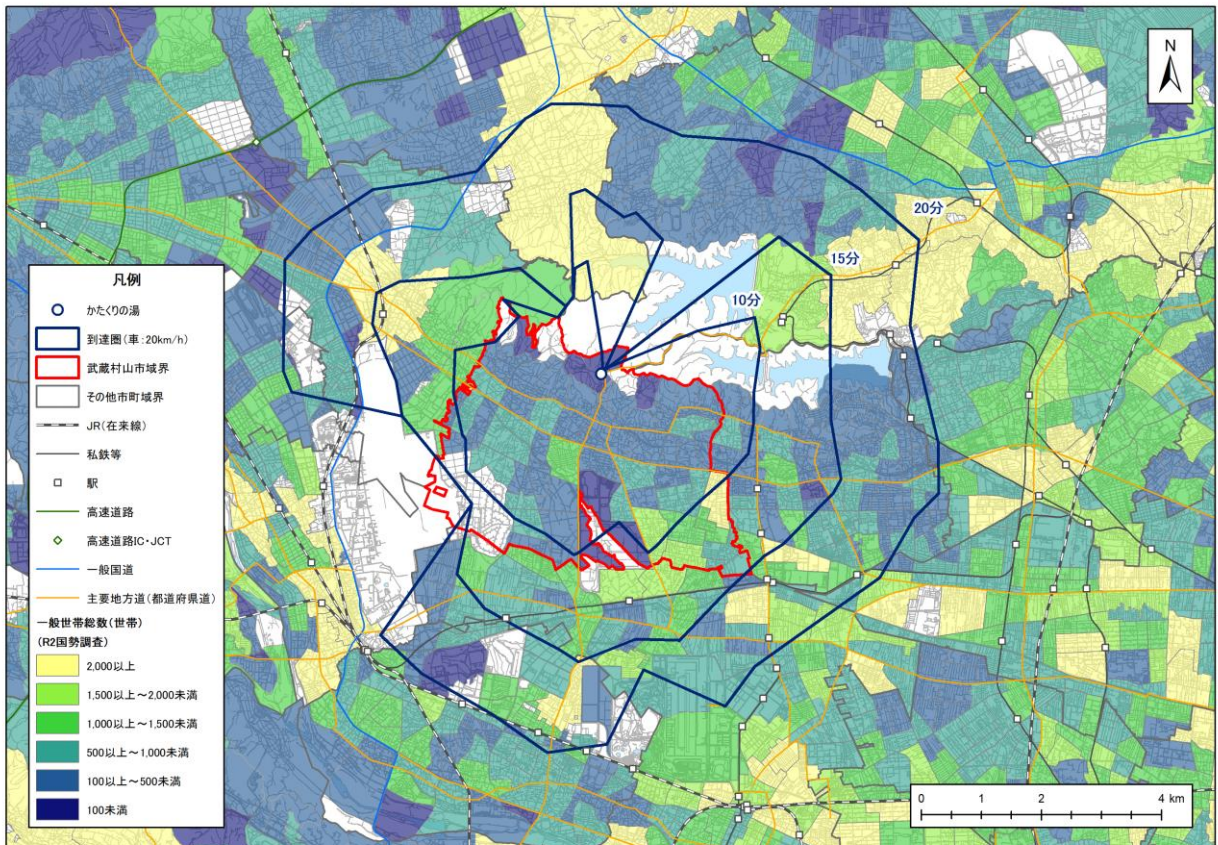 N
20分
15分
10分
凡例
かたくりの湯
到達圏(車:20km/h)
武蔵村山市域界
その他市町域界
JR(在来線)
私鉄等
駅
高速道路
高速道路IC・JCT
一般国道
主要地方道(都道府県道)
一般世帯総数(世帯)
(R2国勢調査)
2,000以上
1,500以上～2,000未満
1,000以上～1,500未満
500以上～1,000未満
100以上～500未満
100未満
0 1 2 4 km